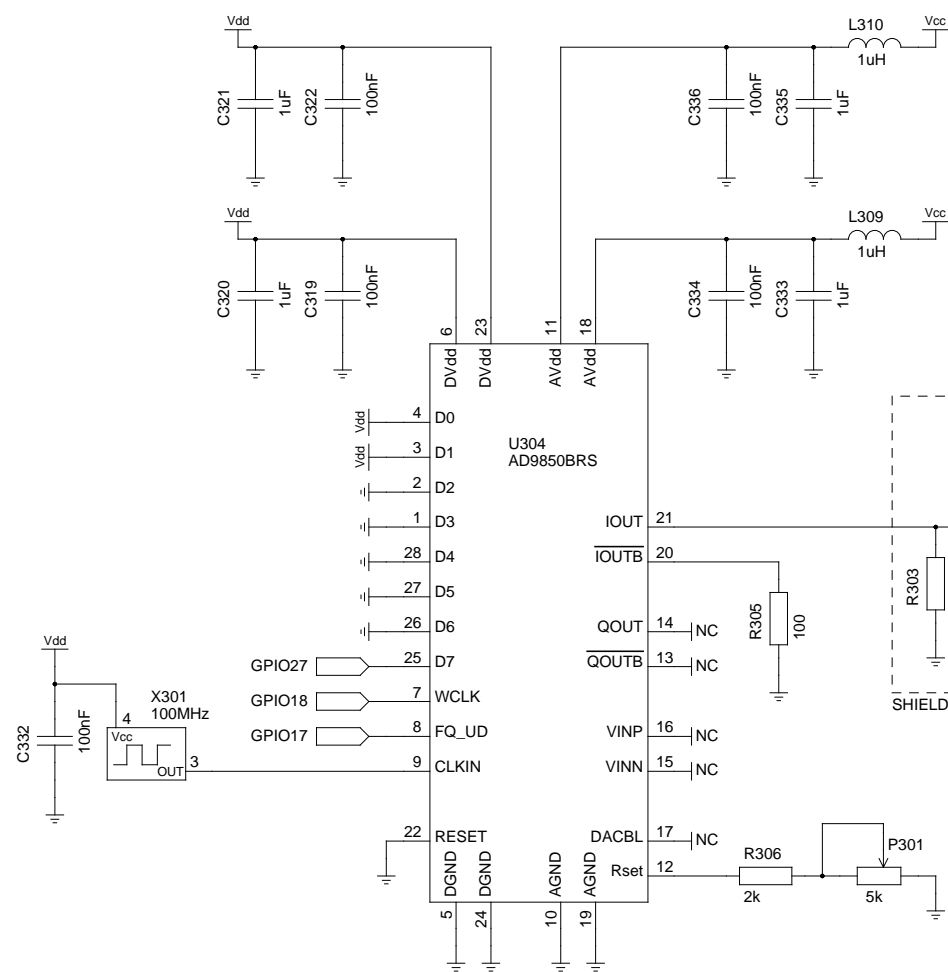 Vdd
C321
1uF
C322
100nF
C336
100nF
C335
1uF
L310
1uH
Vcc
Vdd
C320
1uF
C319
100nF
C334
100nF
C333
1uF
L309
1uH
Vcc
6
23
11
18
DVdd
DVdd
AVdd
AVdd
U304
AD9850BRS
Vdd
4
D0
Vdd
3
D1
2
D2
1
D3
28
D4
27
D5
26
D6
GPIO27
25
D7
GPIO18
7
WCLK
GPIO17
8
FQ_UD
9
CLKIN
22
RESET
IOUT
21
IOUTB
20
QOUT
14
NC
QOUTB
13
NC
VINP
16
NC
VINN
15
NC
DACBL
17
NC
Rset
12
R303
R305
100
SHIELD
Vdd
C332
100nF
X301
100MHz
4
Vcc
OUT
3
R306
2k
P301
5k
DGND
DGND
AGND
AGND
5
24
10
19